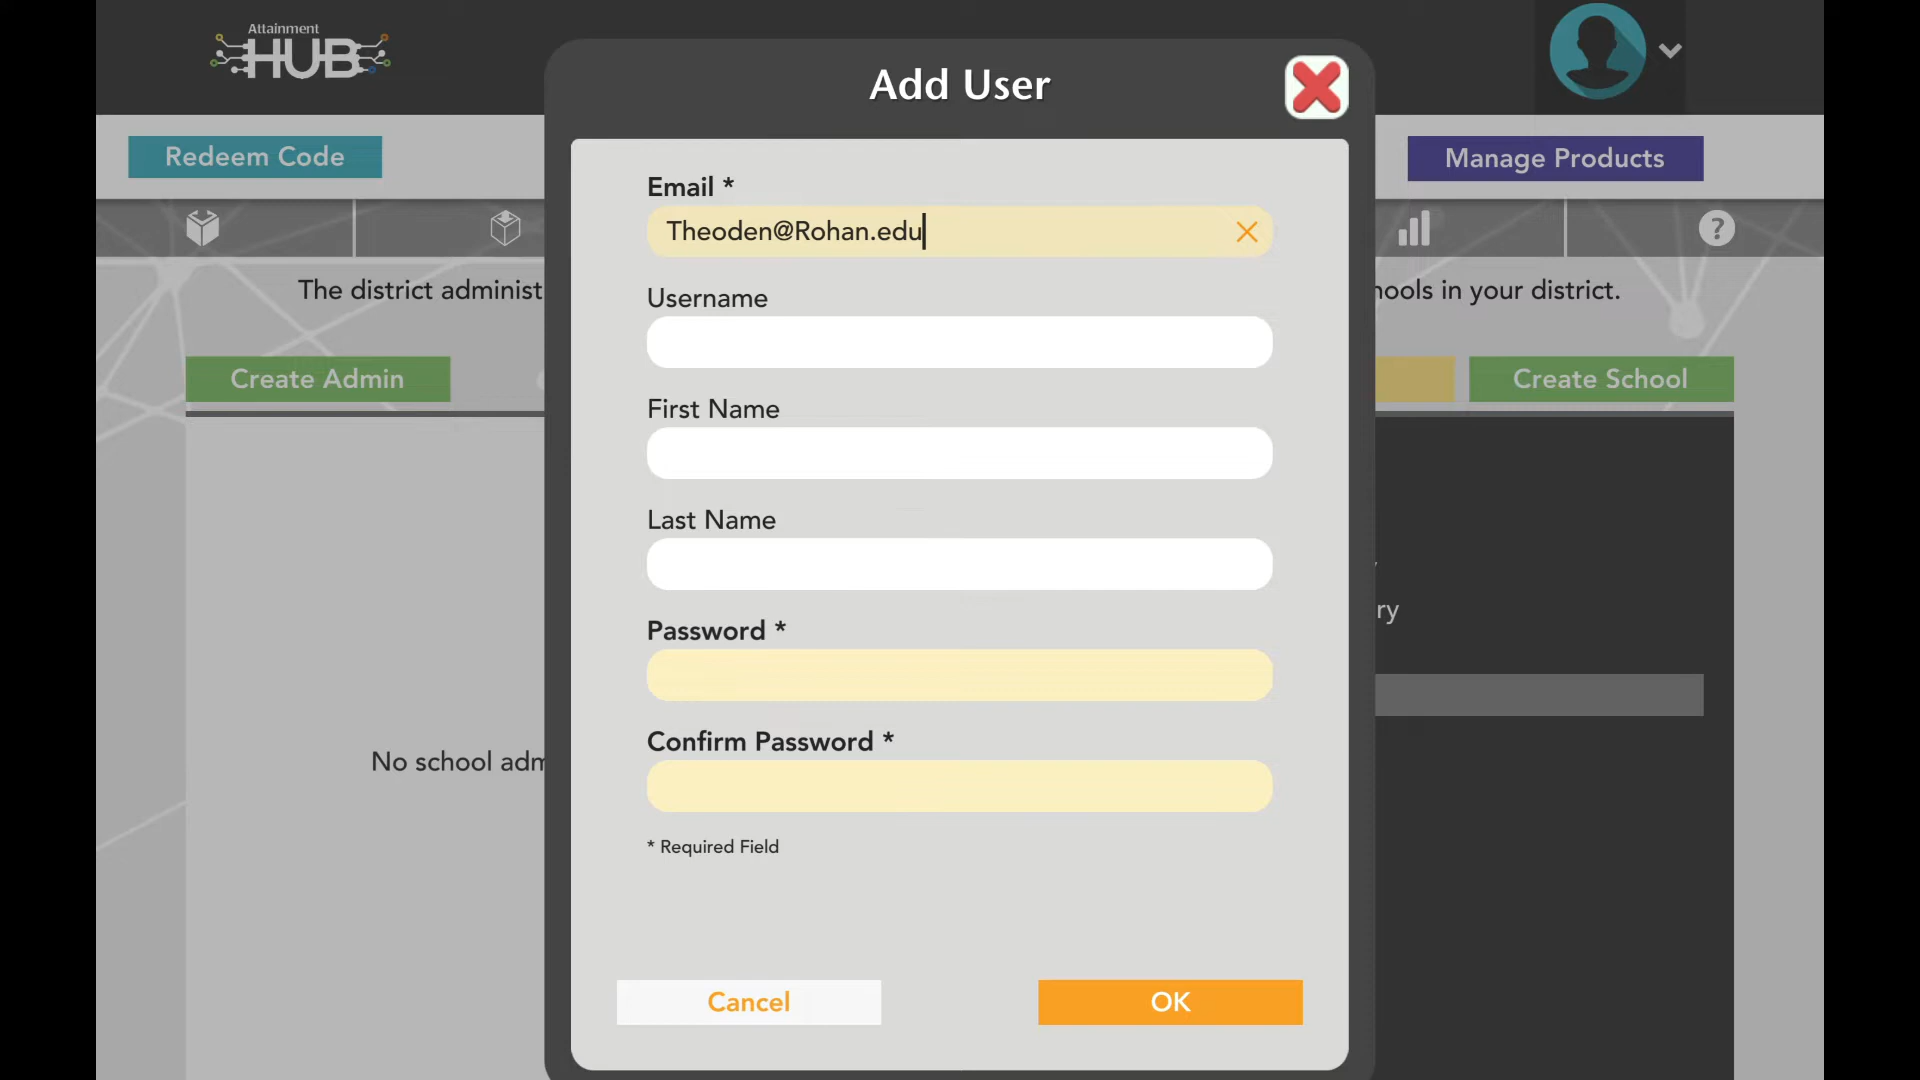 Attainment
HUB
Add User
Redeem Code
Manage Products
Email *
Theoden@Rohan.edu
?
The district administ
hools in your district.
Username
Create Admin
Create School
First Name
Last Name
Password *
ry
Confirm Password *
No school adm
* Required Field
Cancel
OK